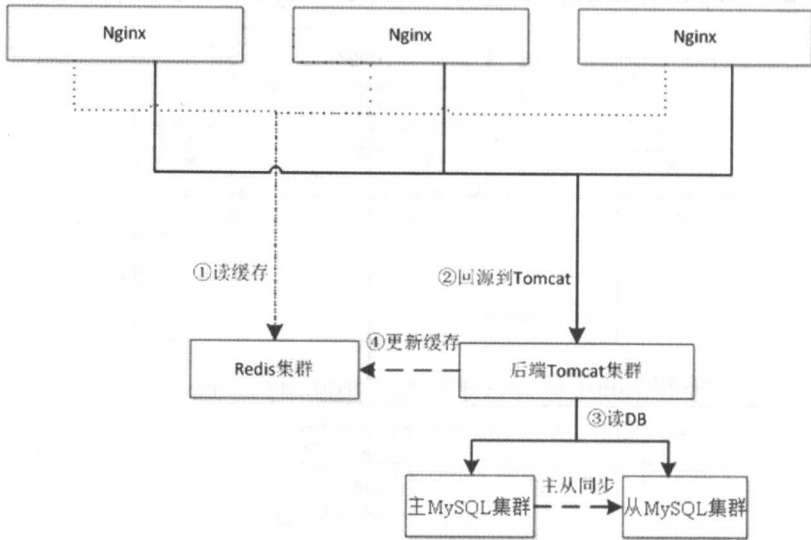 Nginx
Nginx
Nginx
①读缓存
②回源到Tomcat
④更新缓存
Redis集群
后端Tomcat集群
③读DB
主从同步
主MySQL集群
从MySQL集群